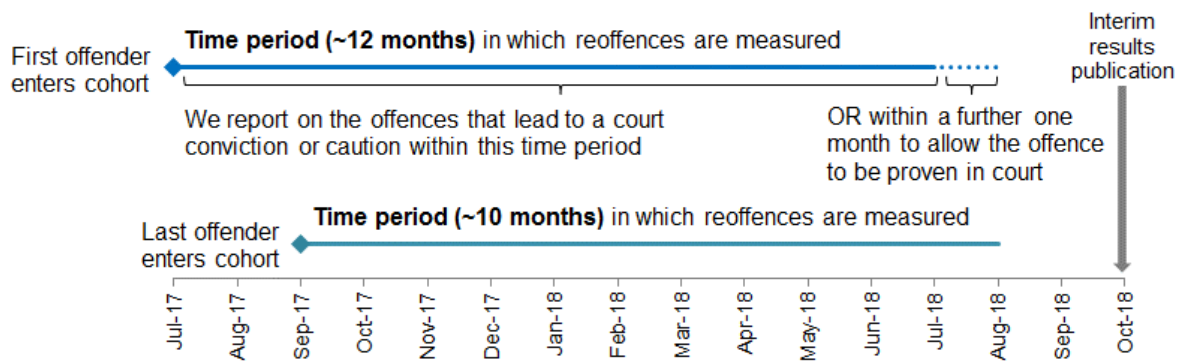 Time period (~12 months) in which reoffences are measured
Interim
results
publication
First offender
enters cohort
We report on the offences that lead to a court
conviction or caution within this time period
OR within a further one
month to allow the offence
to be proven in court
Time period (~10 months) in which reoffences are measured
Last offender
enters cohort
Jul-17
Aug-17
Sep-17
Oct-17
Nov-17
Dec-17
Jan-18
Feb-18
Mar-18
Apr-18
May-18
Jun-18
Jul-18
Aug-18
Sep-18
Oct-18